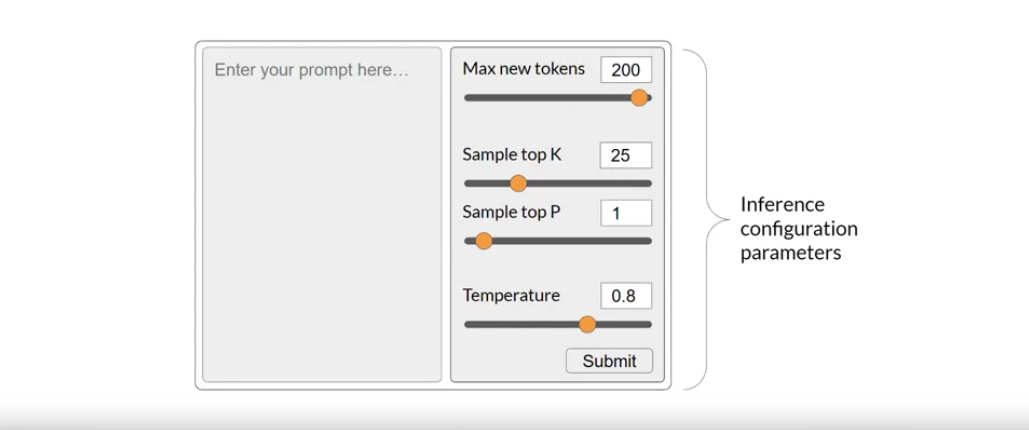 Enter your prompt here...
Max new tokens 200
Sample top K 25
Sample top P 1
Temperature 0.8
Submit
Inference
configuration
parameters